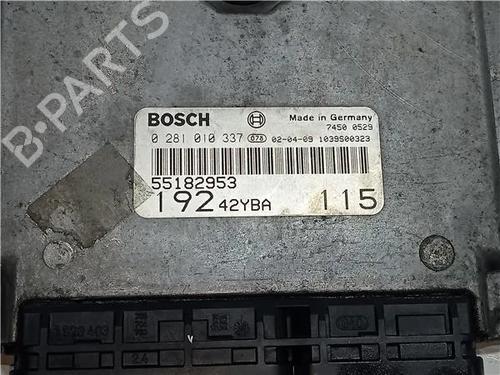 BOSCH Made in Germany
7450 0529
0 281 010 337 078 02-04-09 1039S00323
55182953
192 42YBA 115
B-PARTS